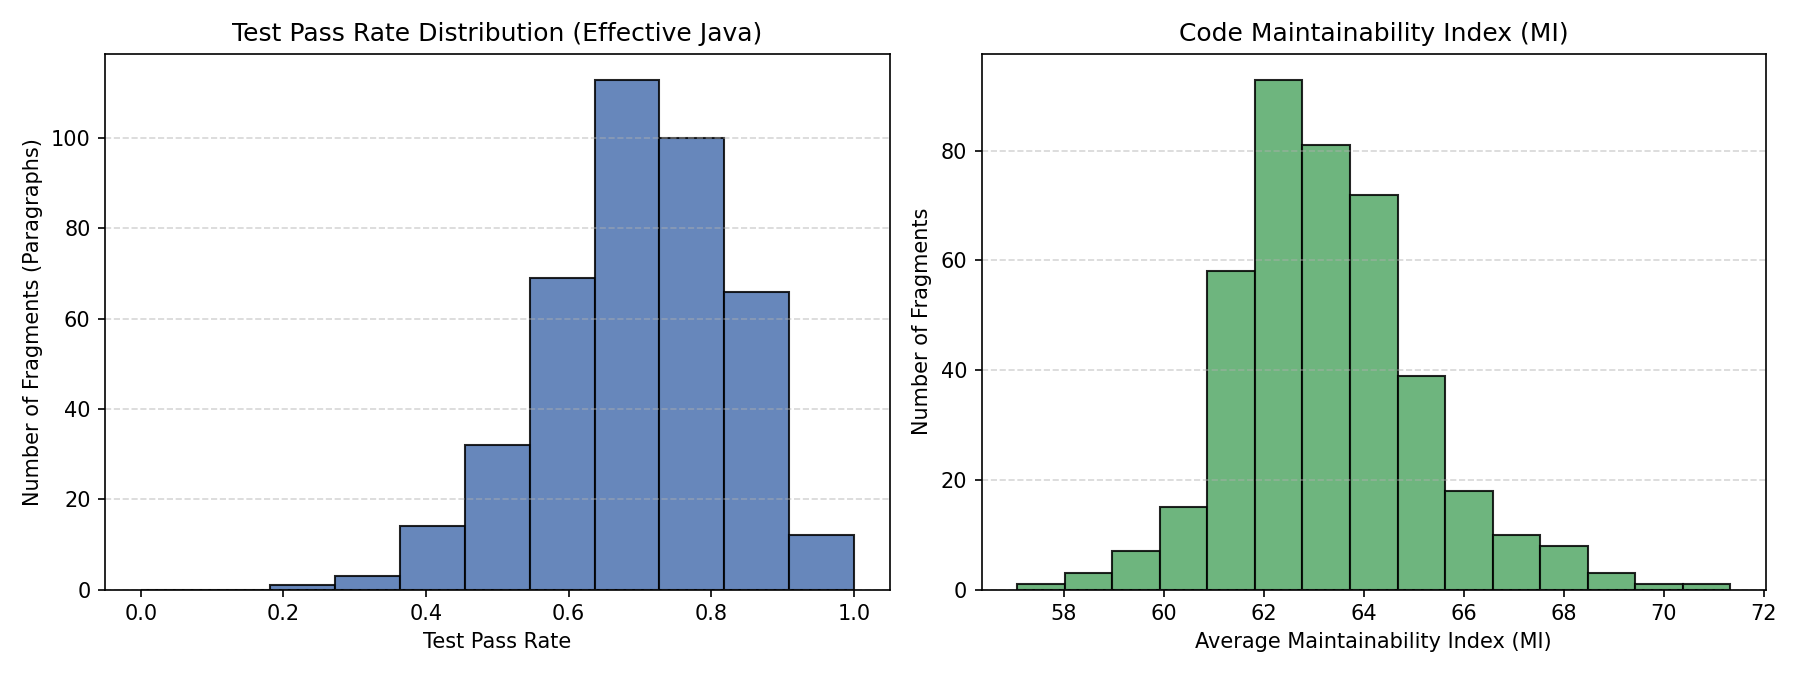 Test Pass Rate Distribution (Effective Java)
Number of Fragments (Paragraphs)
100
80
60
40
20
0
0.0 0.2 0.4 0.6 0.8 1.0
Test Pass Rate
Code Maintainability Index (MI)
Number of Fragments
80
60
40
20
0
58 60 62 64 66 68 70 72
Average Maintainability Index (MI)